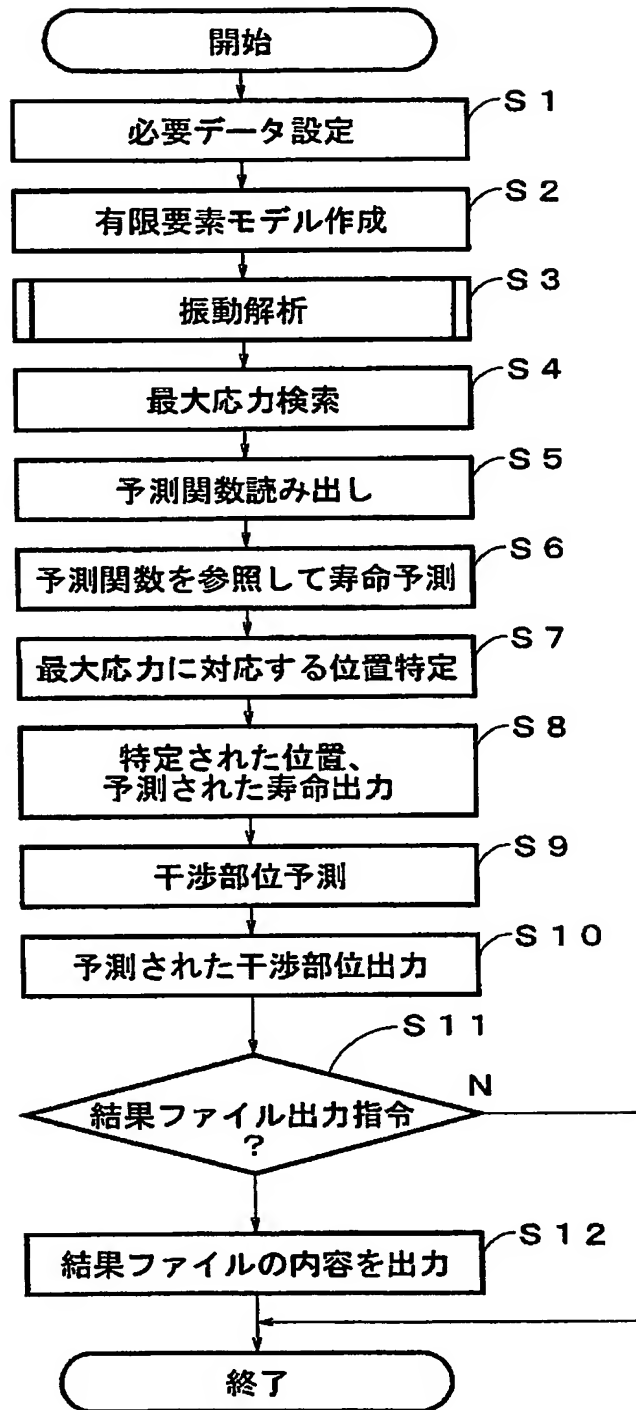 開始
S1
必要データ設定
S2
有限要素モデル作成
S3
振動解析
S4
最大応力検索
S5
予測関数読み出し
S6
予測関数を参照して寿命予測
S7
最大応力に対応する位置特定
S8
特定された位置、
予測された寿命出力
S9
干渉部位予測
S10
予測された干渉部位出力
S11
N
結果ファイル出力指令
?
S12
結果ファイルの内容を出力
終了